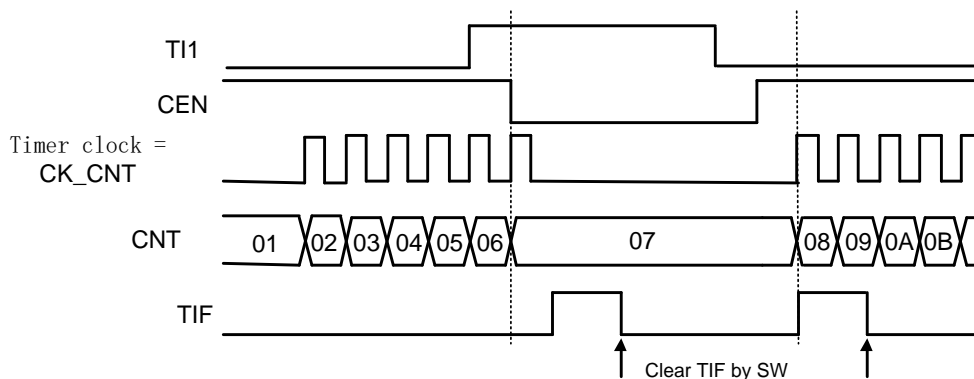 TI1
CEN
Timer clock =
CK_CNT
CNT
01 02 03 04 05 06 07 08 09 0A 0B
TIF
Clear TIF by SW